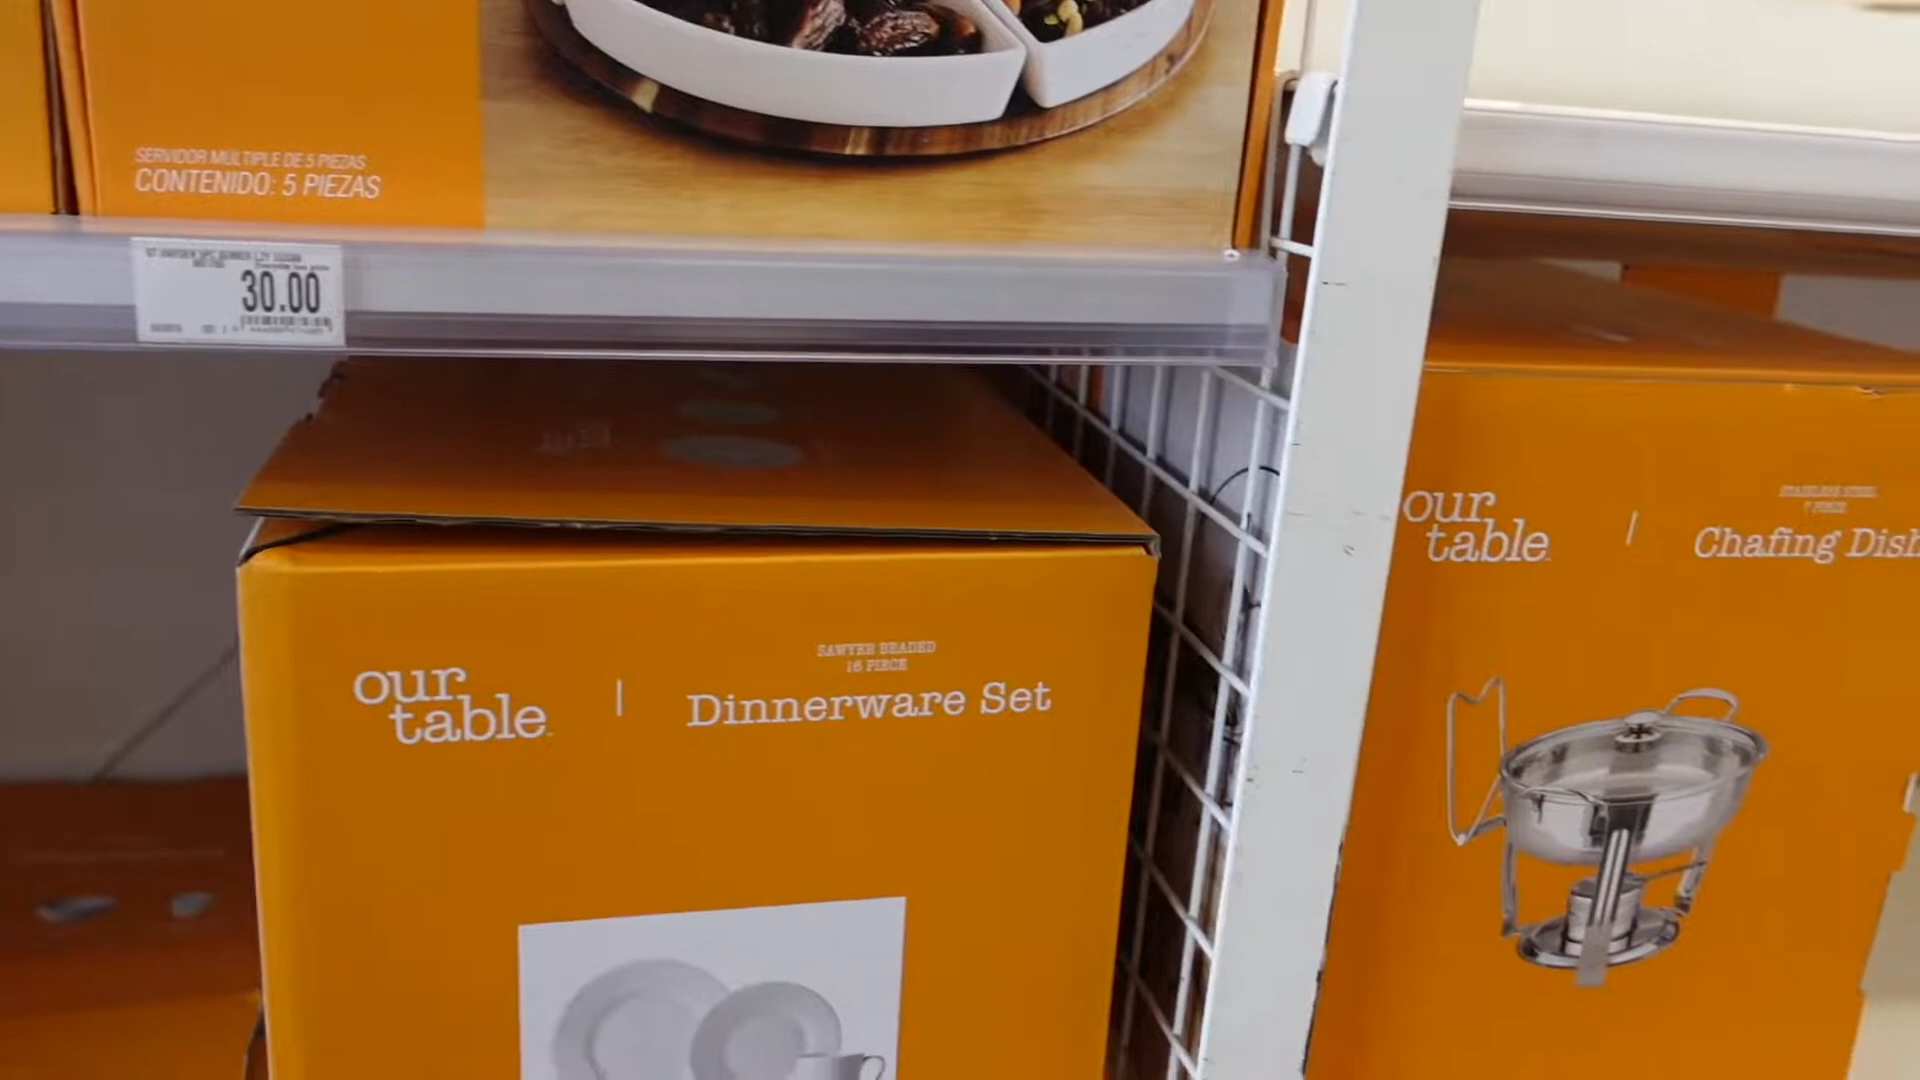 SERVIDOR MÚLTIPLE DE 5 PIEZAS
CONTENIDO: 5 PIEZAS
30.00
our
table
SAWYER BEADED
16 PIECE
Dinnerware Set
our
table
STAINLESS STEEL
7 PIECE
Chafing Dish